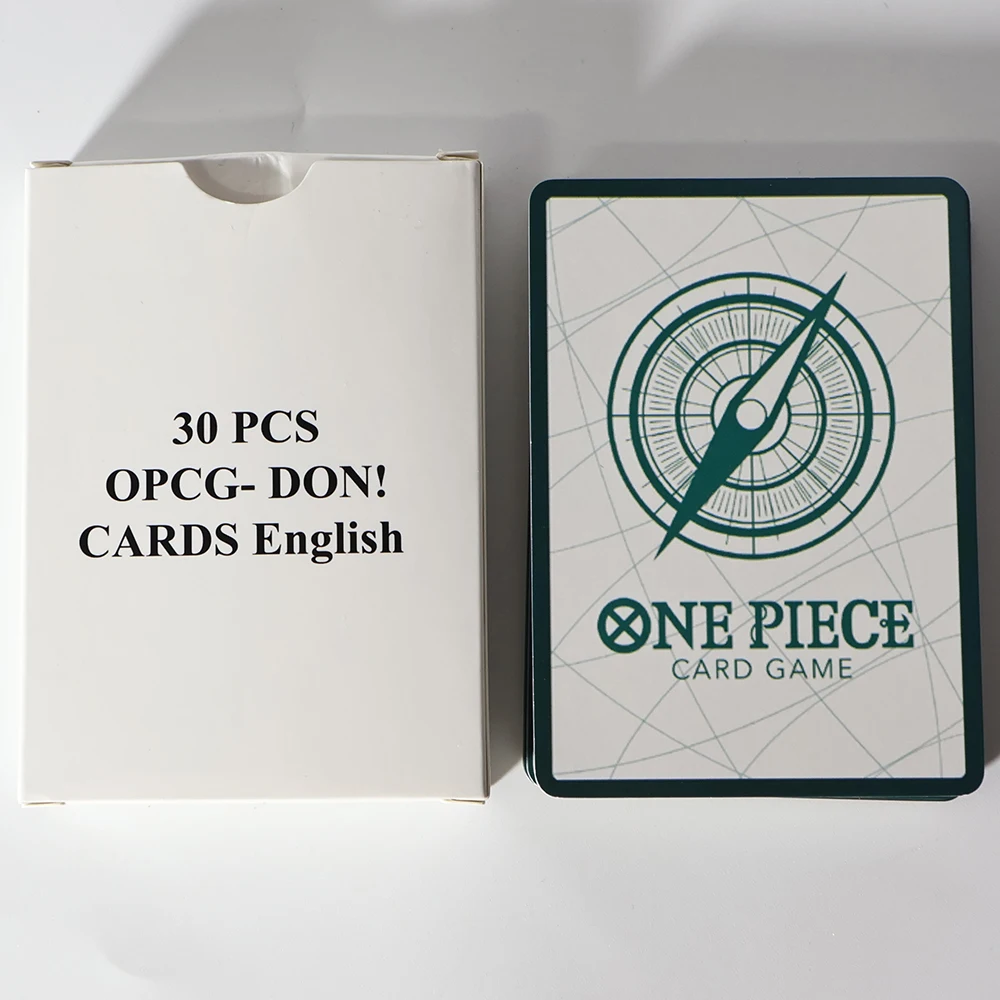 30 PCS
OPCG- DON!
CARDS English
ONE PIECE
CARD GAME